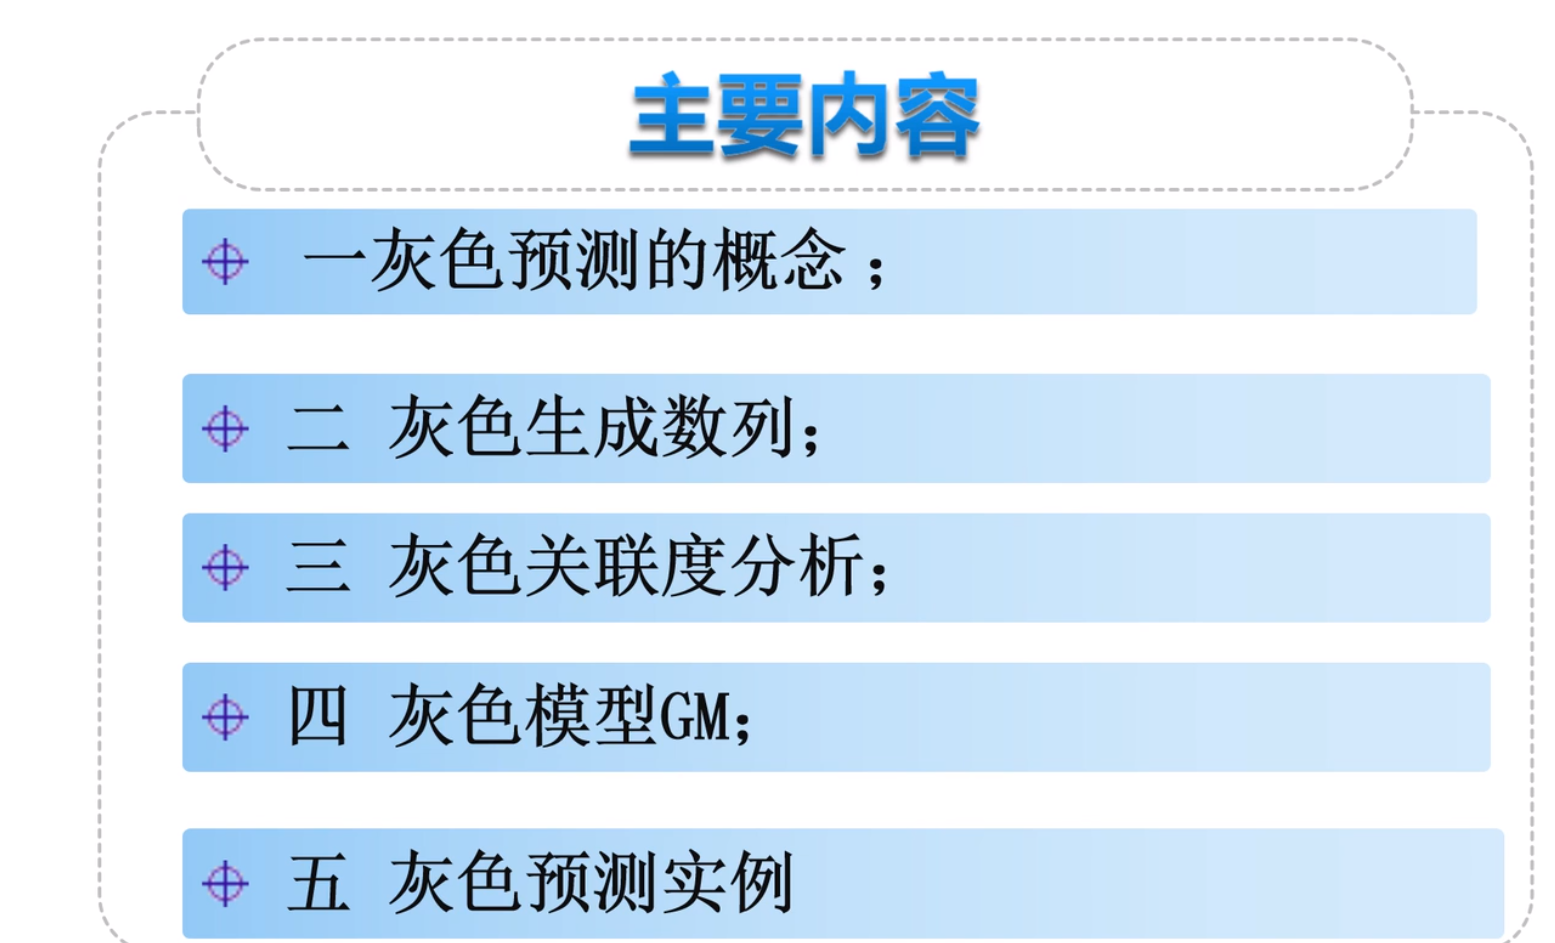 主要内容
一灰色预测的概念；
二 灰色生成数列；
三 灰色关联度分析；
四 灰色模型GM；
五 灰色预测实例